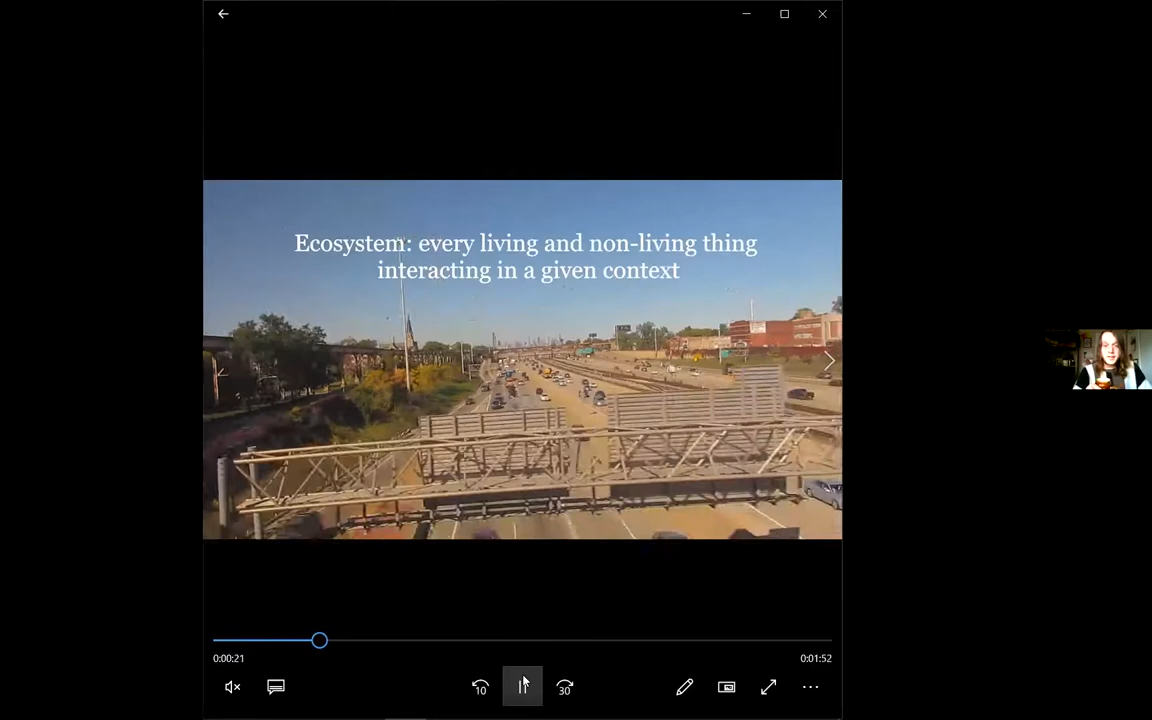 Ecosystem: every living and non-living thing
interacting in a given context
0:00:21
0:01:52
10
30